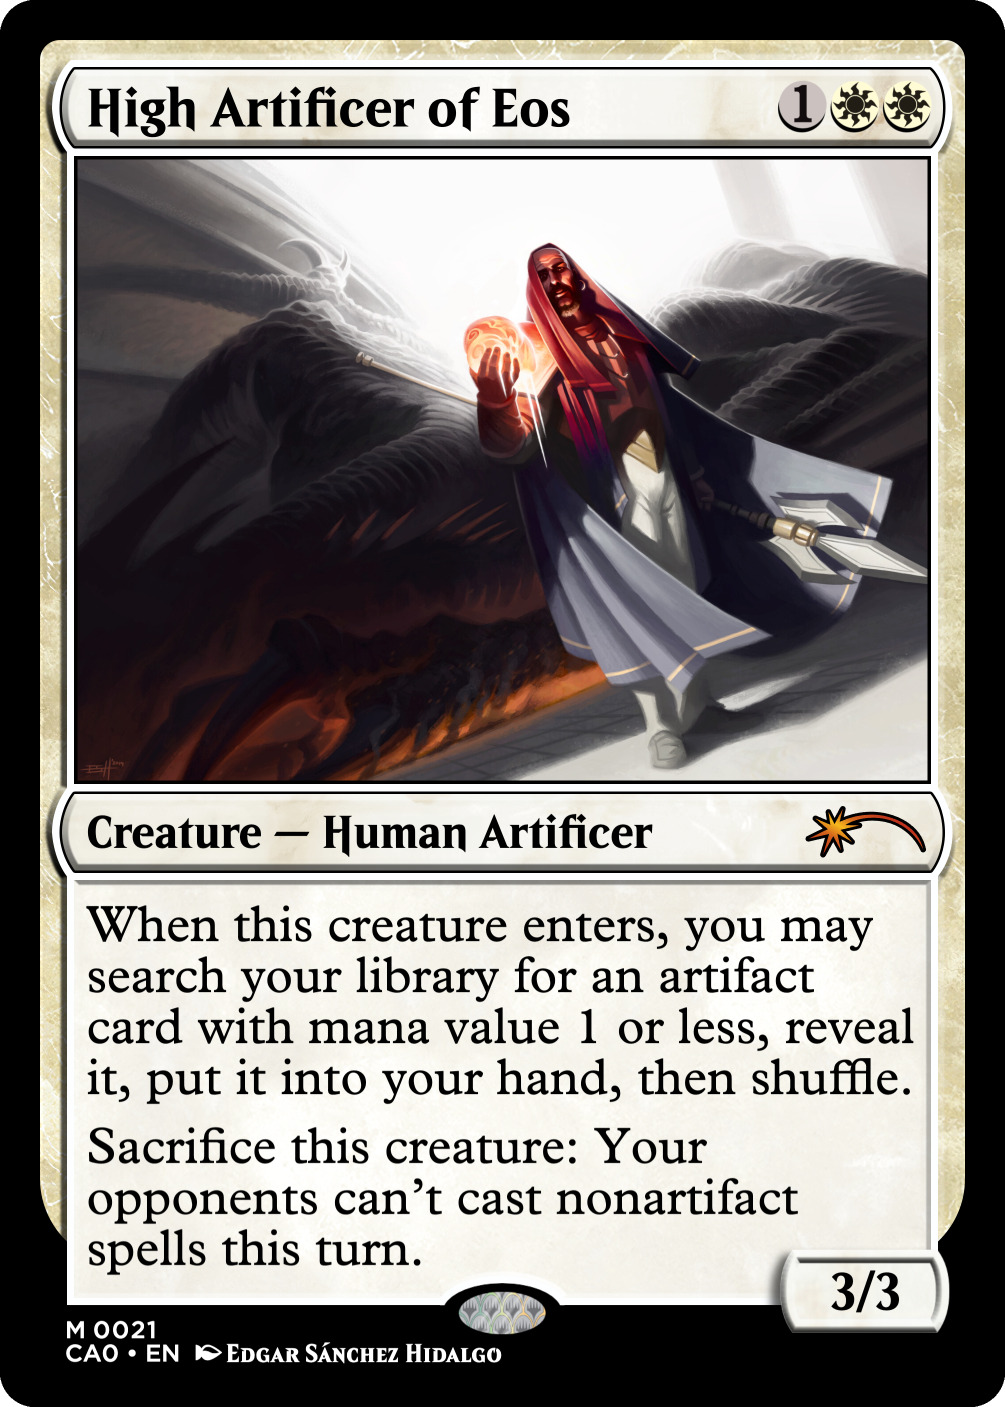 High Artificer of Eos 1
Creature — Human Artificer
When this creature enters, you may
search your library for an artifact
card with mana value 1 or less, reveal
it, put it into your hand, then shuffle.
Sacrifice this creature: Your
opponents can't cast nonartifact
spells this turn.
3/3
M 0021
CAO • EN Edgar Sánchez Hidalgo